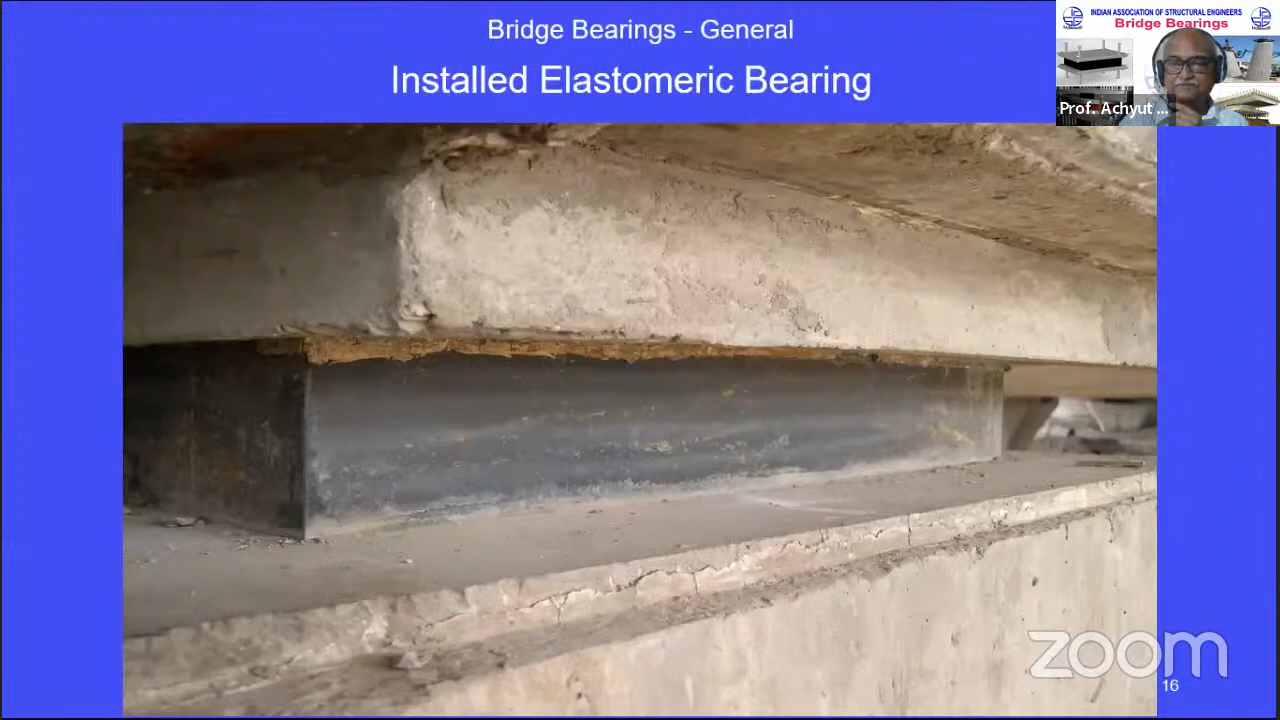 Bridge Bearings - General
Installed Elastomeric Bearing
INDIAN ASSOCIATION OF STRUCTURAL ENGINEERS
Bridge Bearings
Prof. Achyut ...
zoom
16